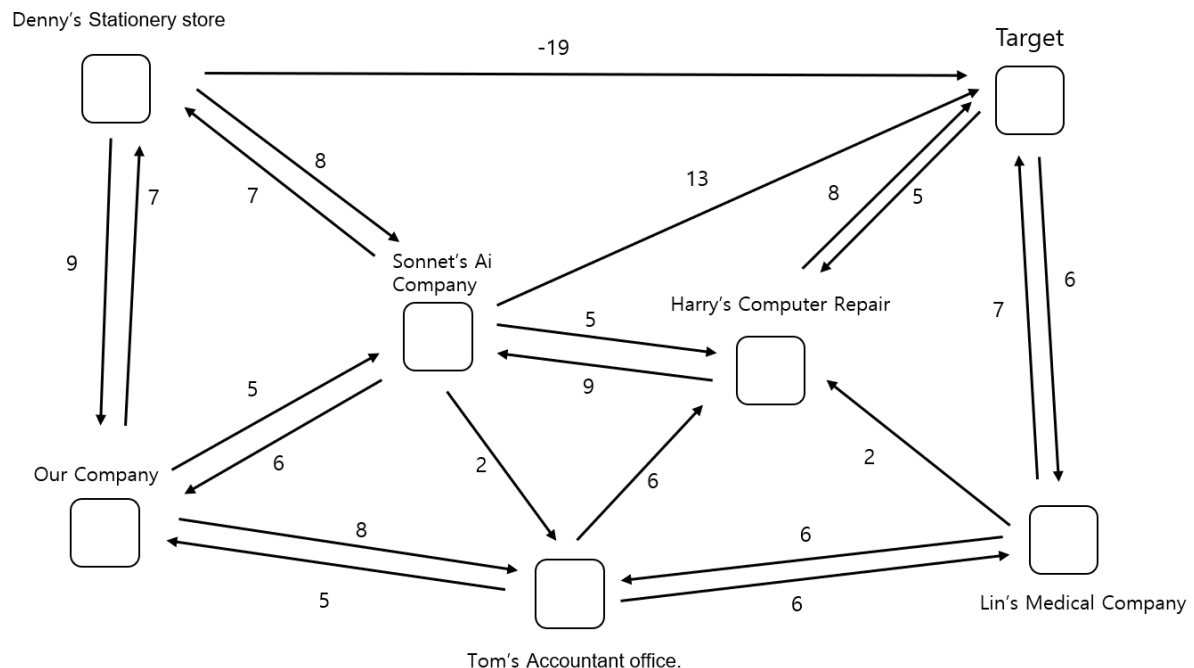 Denny's Stationery store
-19
Target
8
7
7
9
13
8
5
Sonnet's Ai
Company
Harry's Computer Repair
5
9
6
7
5
6
2
6
2
Our Company
8
5
6
6
Lin's Medical Company
Tom's Accountant office.